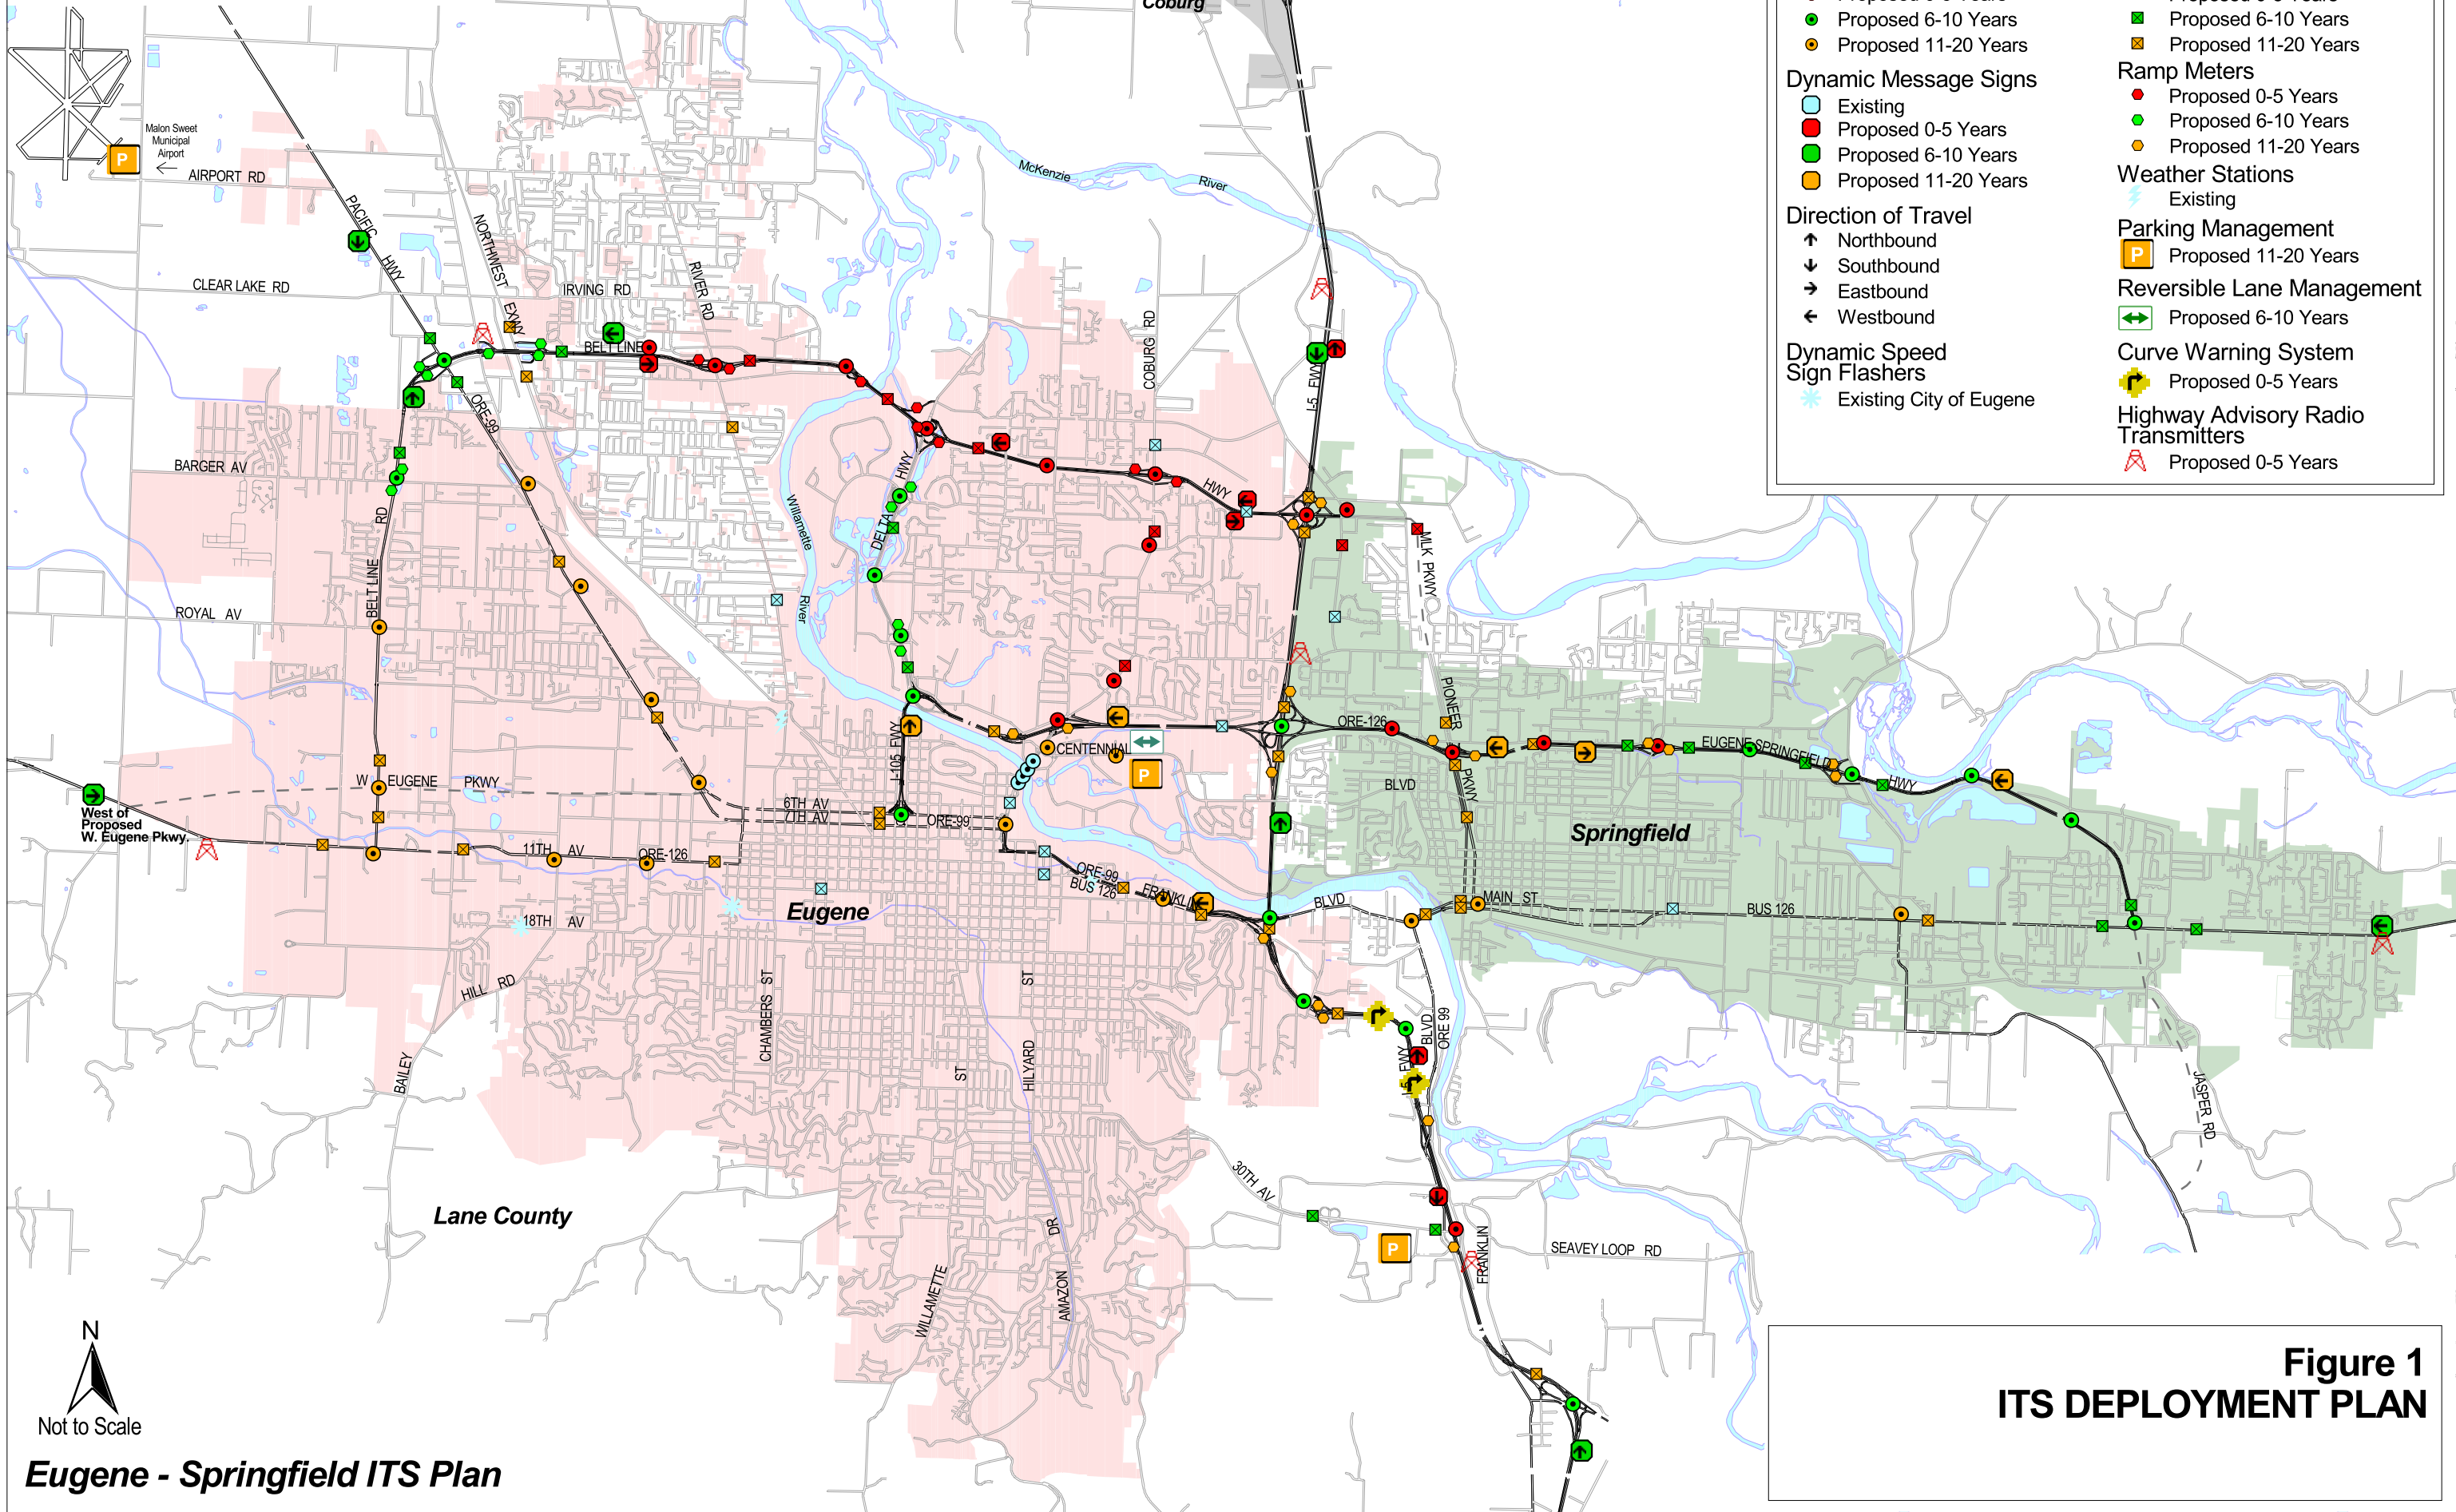 Coburg
Proposed 6-10 Years
Proposed 11-20 Years
Dynamic Message Signs
Existing
Proposed 0-5 Years
Proposed 6-10 Years
Proposed 11-20 Years
Direction of Travel
Northbound
Southbound
Eastbound
Westbound
Dynamic Speed
Sign Flashers
Existing City of Eugene
Proposed 6-10 Years
Proposed 11-20 Years
Ramp Meters
Proposed 0-5 Years
Proposed 6-10 Years
Proposed 11-20 Years
Weather Stations
Existing
Parking Management
P
Proposed 11-20 Years
Reversible Lane Management
Proposed 6-10 Years
Curve Warning System
Proposed 0-5 Years
Highway Advisory Radio
Transmitters
Proposed 0-5 Years
Malon Sweet
Municipal
Airport
P
AIRPORT RD
PACIFIC
HWY
NORTHWEST EXWY
RIVER RD
McKenzie
River
CLEAR LAKE RD
IRVING RD
BELT LINE
COBURG RD
I-5 FWY
ORE-99
BARGER AV
HWY
DELTA
HWY
Willamette
River
RD
BELT LINE
MLK PKWY
ROYAL AV
PIONEER
ORE-126
I-105 FWY
CENTENNIAL
P
EUGENE-SPRINGFIELD
HWY
W EUGENE PKWY
BLVD
PKWY
West of
Proposed
W. Eugene Pkwy.
6TH AV
7TH AV
ORE-99
Springfield
11TH AV
ORE-126
ORE-99
BUS 126
FRANKLIN
BLVD
MAIN ST
BUS 126
Eugene
18TH AV
HILL RD
CHAMBERS ST
ST
HILYARD
ST
BAILEY
I-5 FWY
BLVD
ORE 99
JASPER RD
30TH AV
Lane County
DR
AMAZON
WILLAMETTE
P
FRANKLIN
SEAVEY LOOP RD
N
Not to Scale
Figure 1
ITS DEPLOYMENT PLAN
Eugene - Springfield ITS Plan